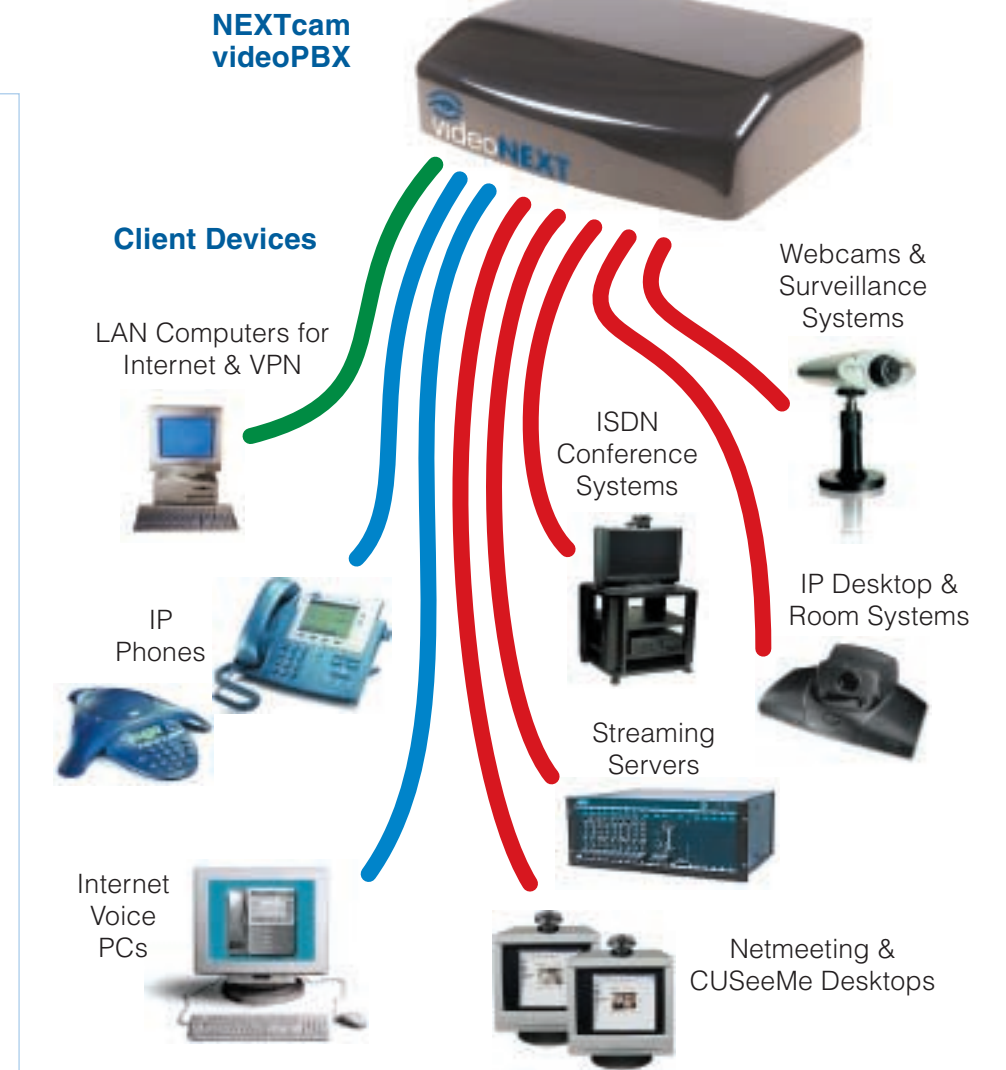 NEXTcam
videoPBX
videoNEXT
Client Devices
Webcams &
Surveillance
Systems
LAN Computers for
Internet & VPN
ISDN
Conference
Systems
IP Desktop &
Room Systems
IP
Phones
Streaming
Servers
Internet
Voice
PCs
Netmeeting &
CUSeeMe Desktops